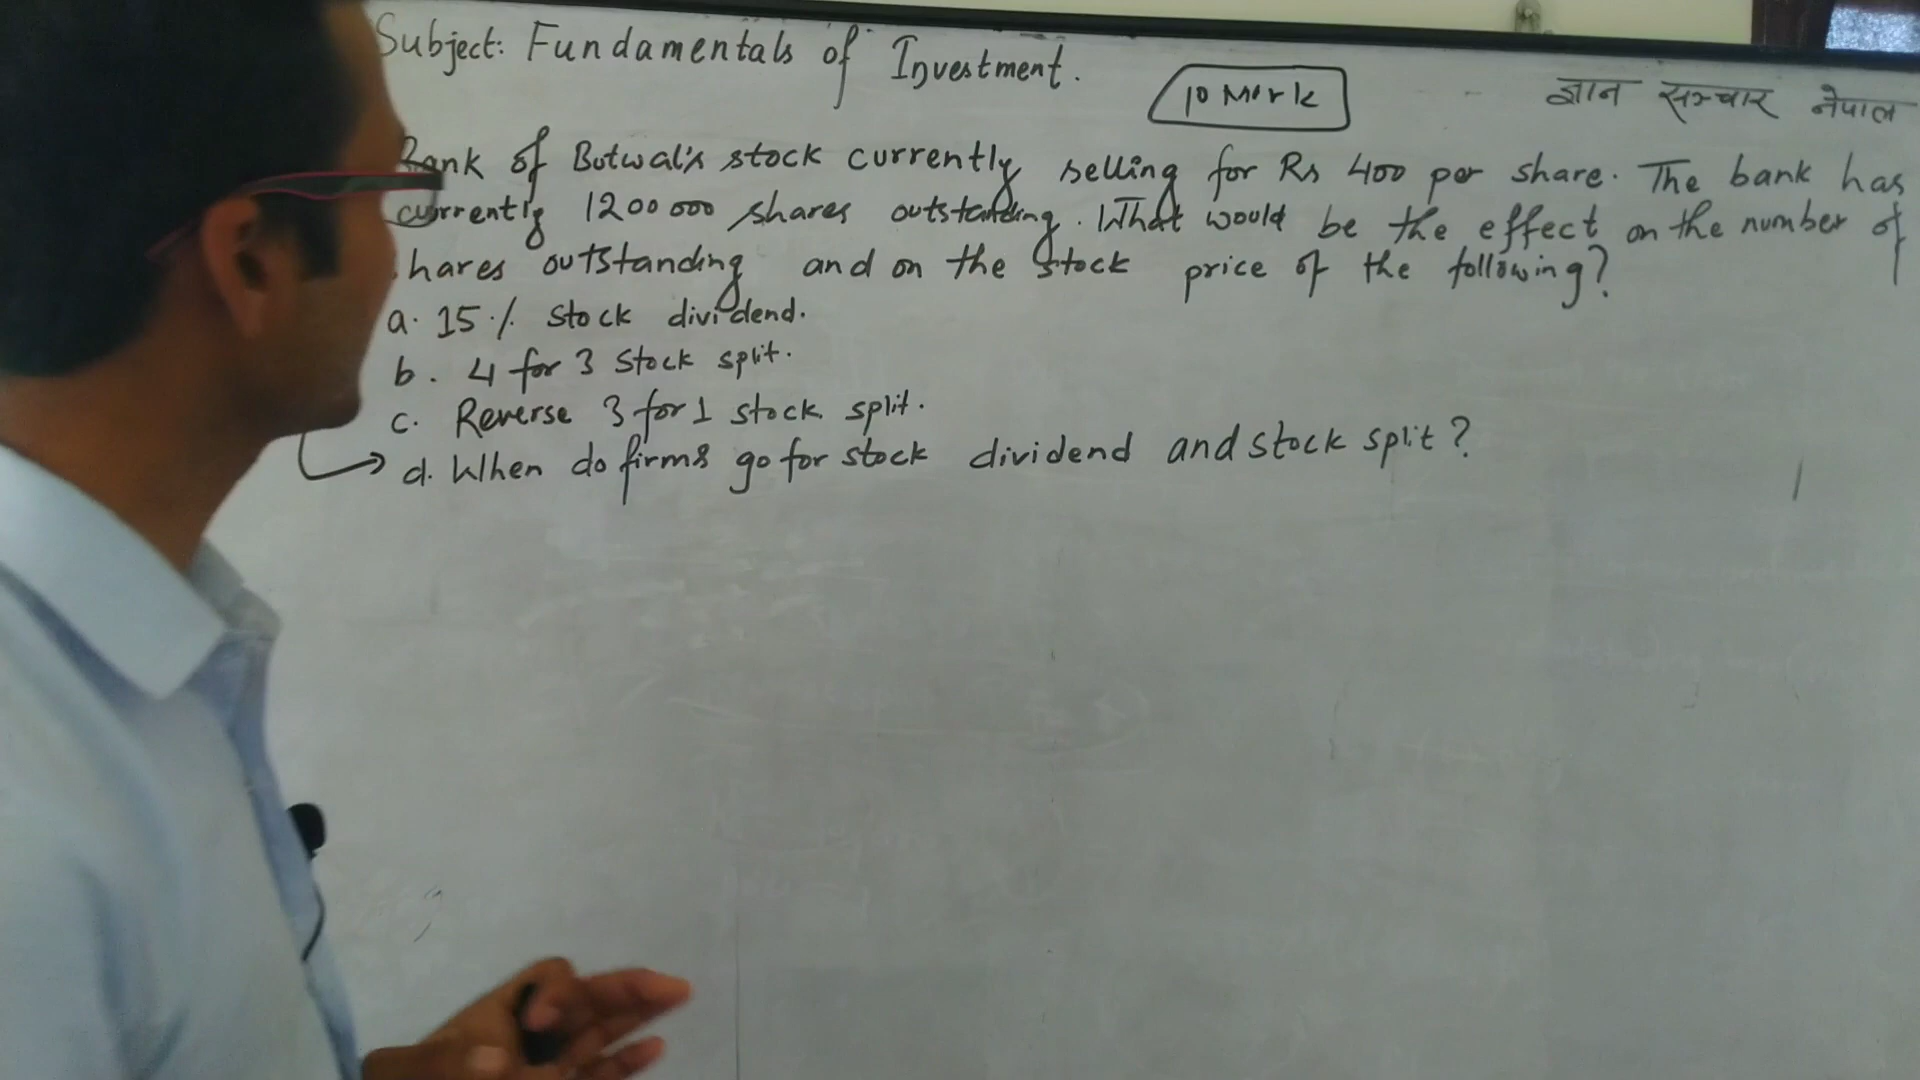 Subject: Fundamentals of Investment.
10 Mark
ज्ञान सञ्चार नेपाल
Bank of Butwal's stock currently selling for Rs 400 per share. The bank has
currently 1200000 shares outstanding. What would be the effect on the number of
hares outstanding and on the stock price of the following?
a. 15% stock dividend.
b. 4 for 3 stock split.
c. Reverse 3 for 1 stock split.
d. When do firms go for stock dividend and stock split?